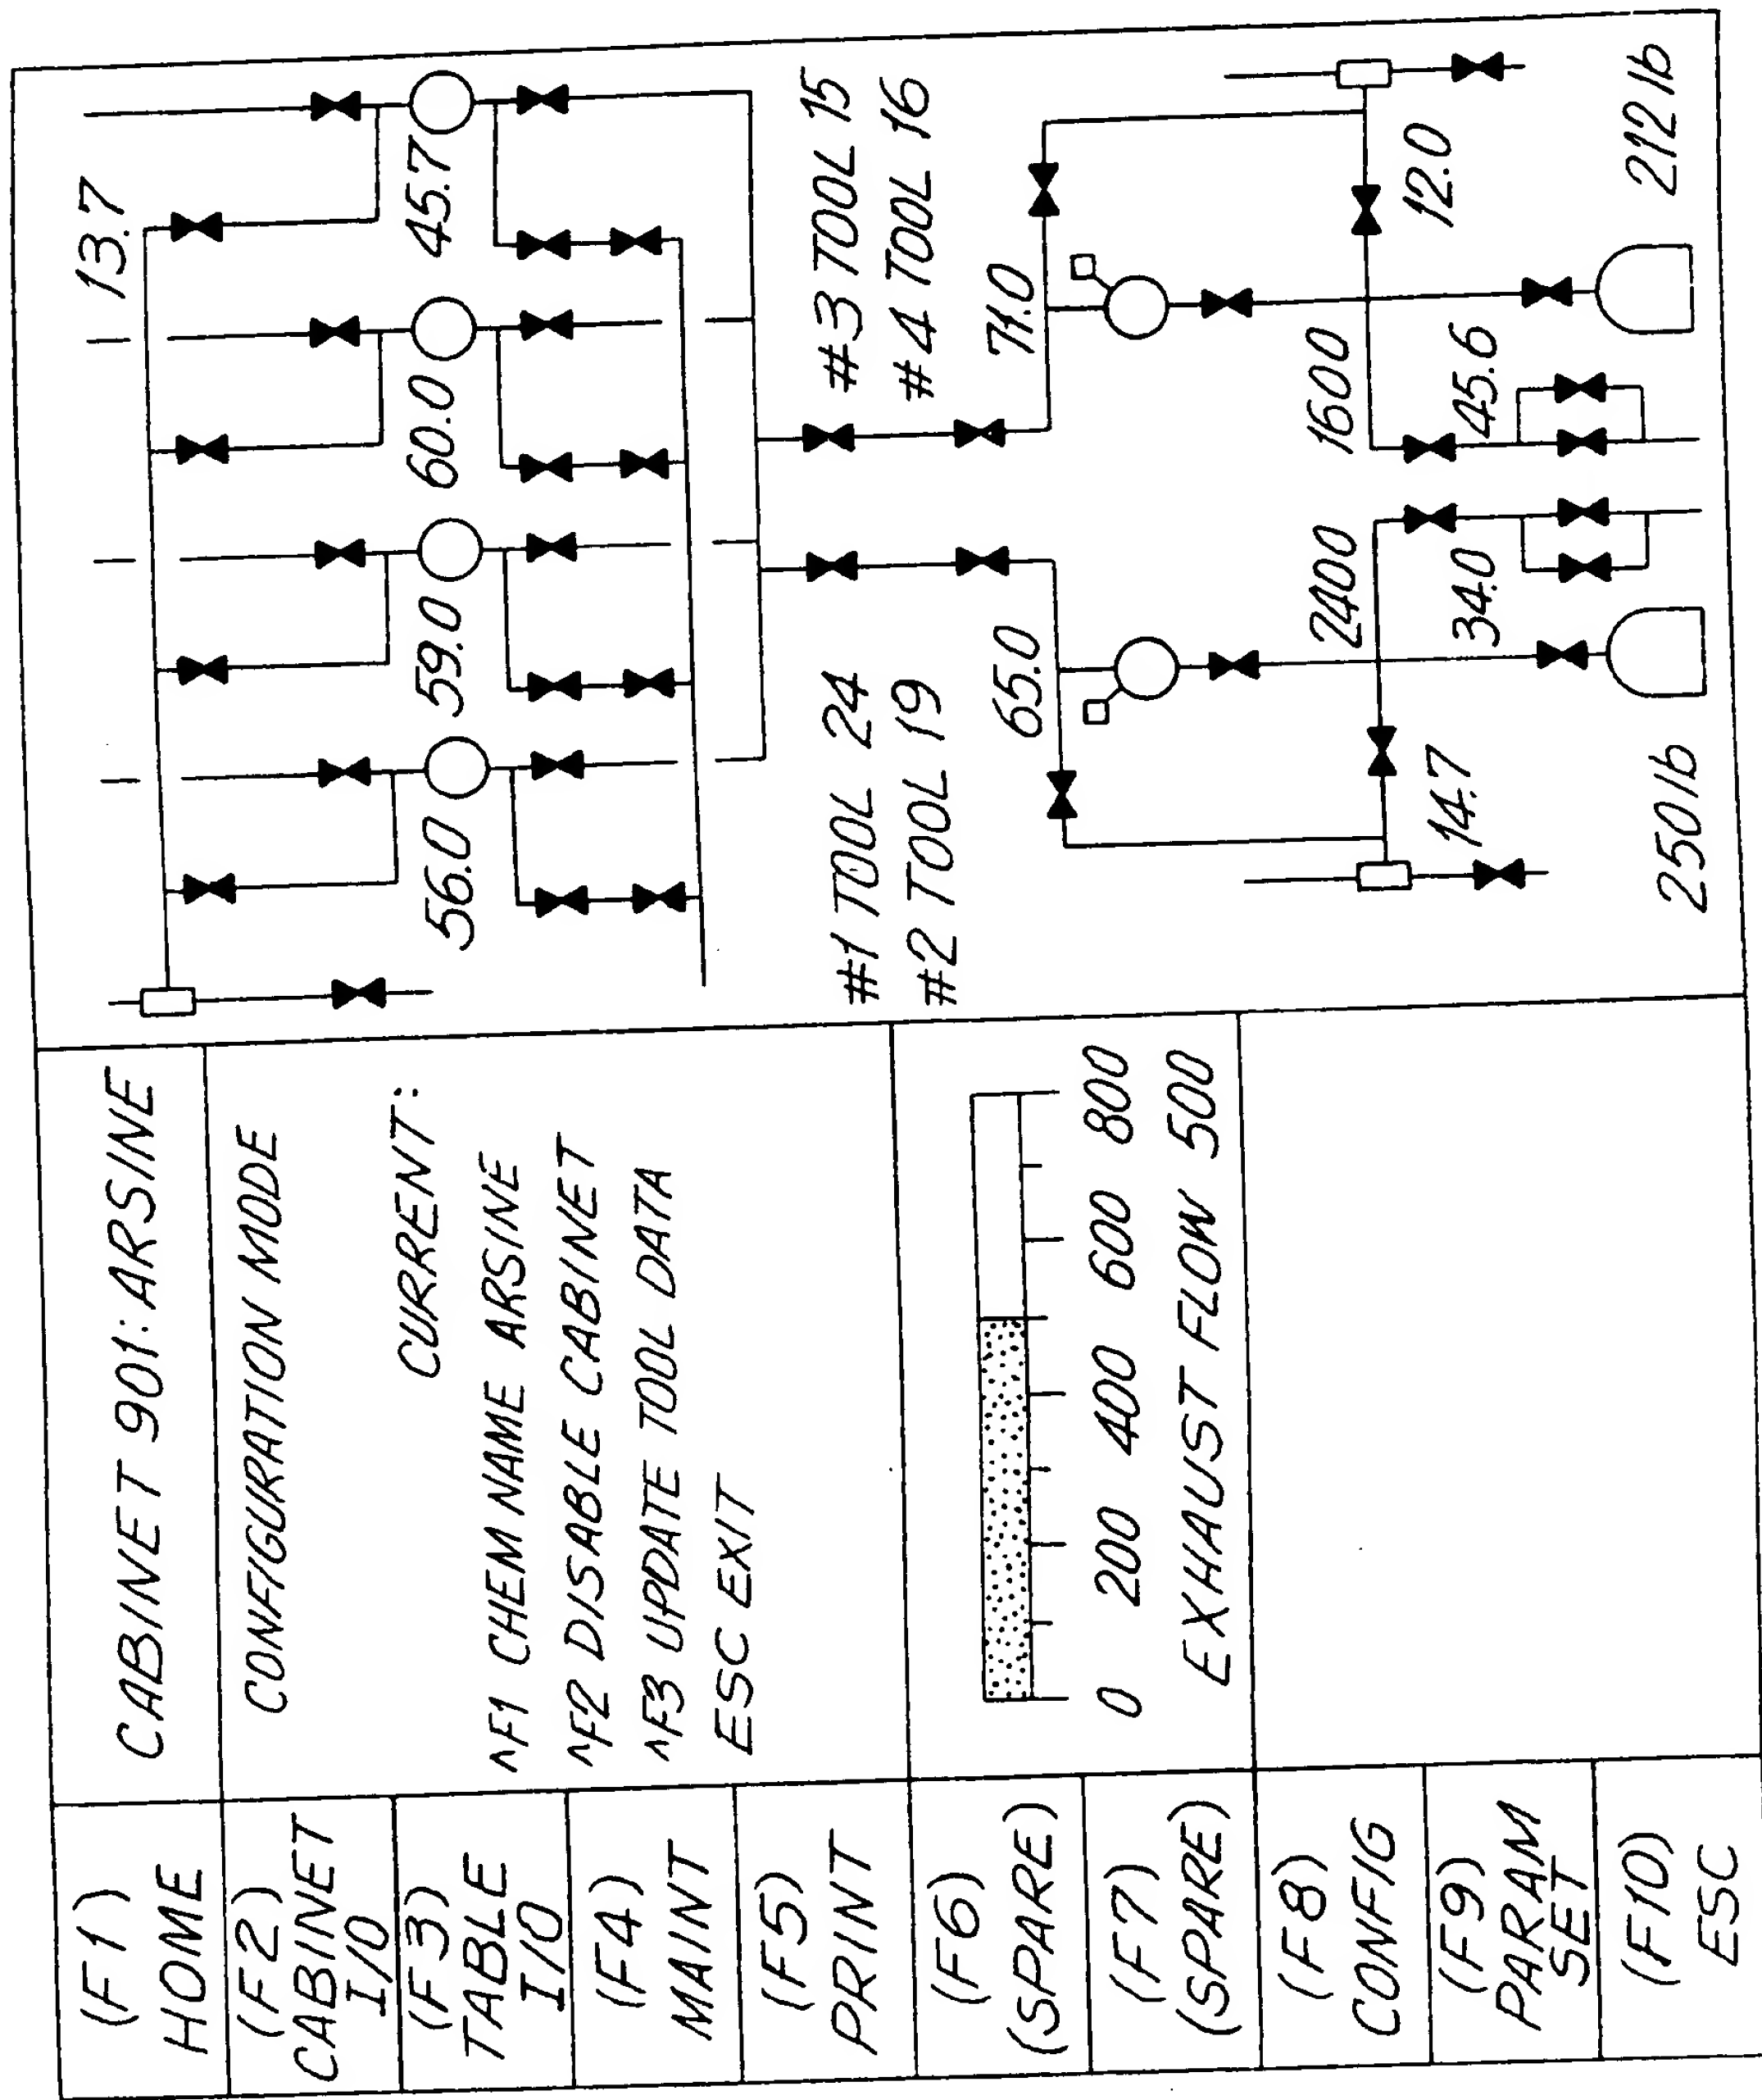 (F1)
HOME
(F2)
CABINET
I/O
(F3)
TABLE
I/O
(F4)
MAINT
(F5)
PRINT
(F6)
(SPARE)
(F7)
(SPARE)
(F8)
CONFIG
(F9)
PARAM
SET
(F10)
ESC
CABINET 901: ARSINE
CONFIGURATION MODE
CURRENT:
^F1 CHEM NAME ARSINE
^F2 DISABLE CABINET
^F3 UPDATE TOOL DATA
ESC EXIT
0 200 400 600 800
EXHAUST FLOW 500
13.7
56.0 59.0 60.0 45.7
#1 TOOL 24 #3 TOOL 15
#2 TOOL 19 #4 TOOL 16
65.0 71.0
2400 1600
14.7 34.0 45.6 12.0
250 lb 212 lb